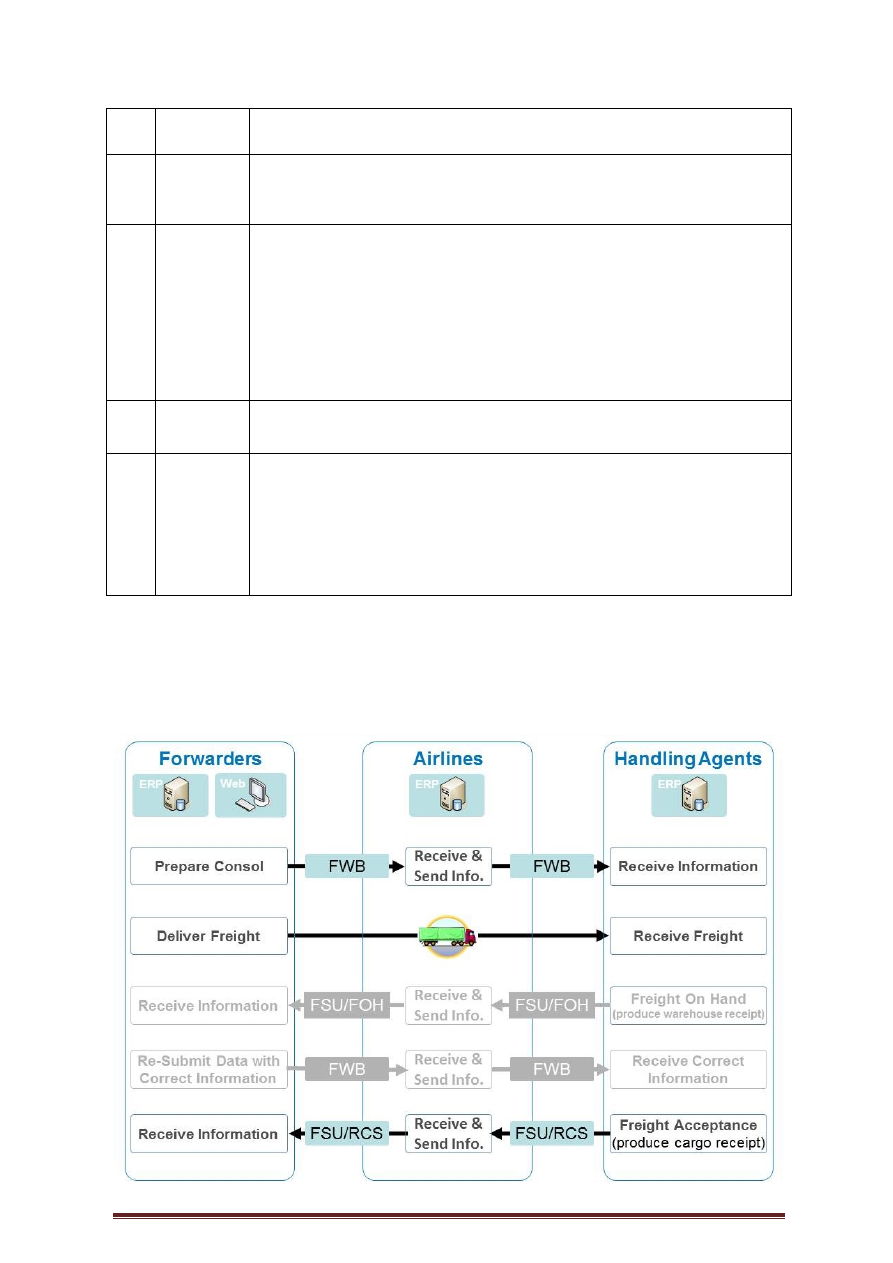 Forwarders Airlines Handling Agents
ERP Web ERP ERP
Prepare Consol FWB Receive & Send Info. FWB Receive Information
Deliver Freight Receive Freight
Receive Information FSU/FOH Receive & Send Info. FSU/FOH Freight On Hand (produce warehouse receipt)
Re-Submit Data with Correct Information FWB Receive & Send Info. FWB Receive Correct Information
Receive Information FSU/RCS Receive & Send Info. FSU/RCS Freight Acceptance (produce cargo receipt)